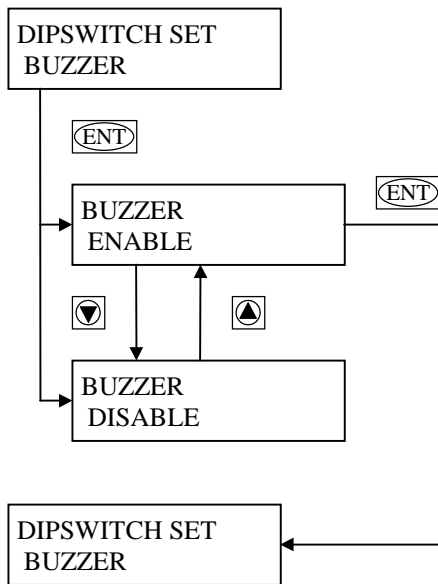 DIPSWITCH SET
BUZZER
ENT
ENT
BUZZER
ENABLE
BUZZER
DISABLE
DIPSWITCH SET
BUZZER